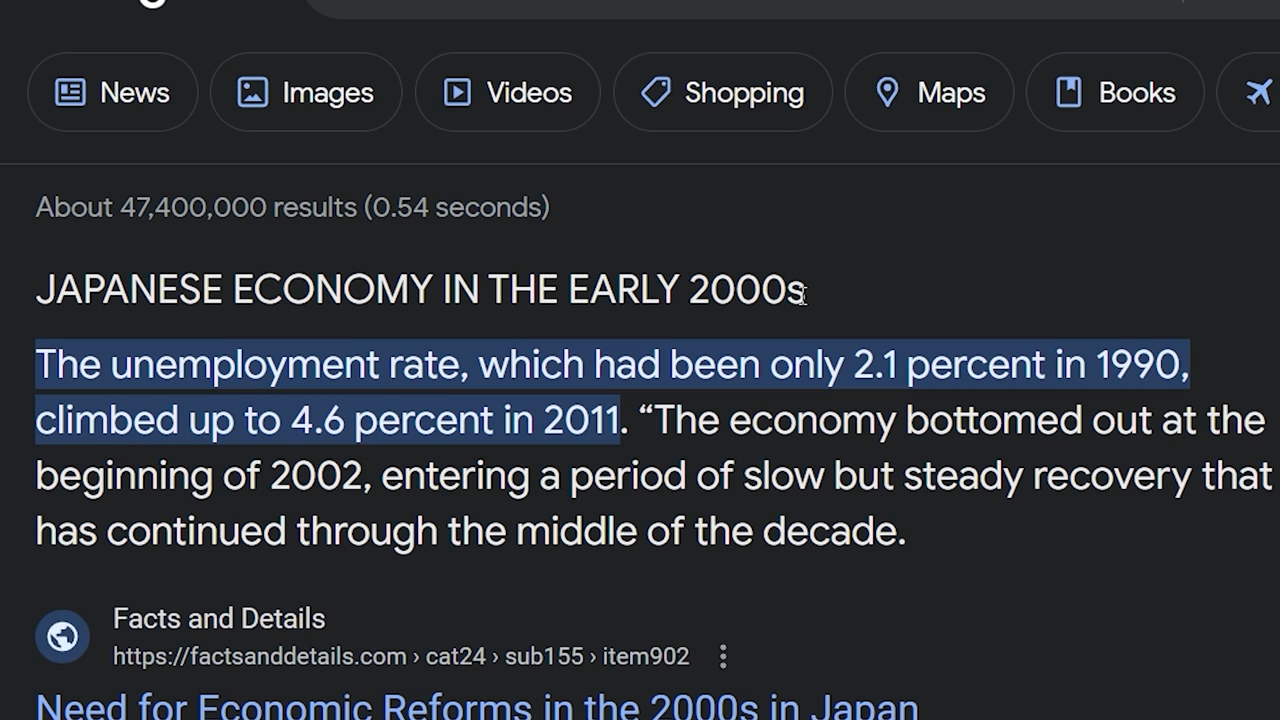 News Images Videos Shopping Maps Books
About 47,400,000 results (0.54 seconds)
JAPANESE ECONOMY IN THE EARLY 2000s
The unemployment rate, which had been only 2.1 percent in 1990,
climbed up to 4.6 percent in 2011. “The economy bottomed out at the
beginning of 2002, entering a period of slow but steady recovery that
has continued through the middle of the decade.
Facts and Details
https://factsanddetails.com › cat24 › sub155 › item902
Need for Economic Reforms in the 2000s in Japan